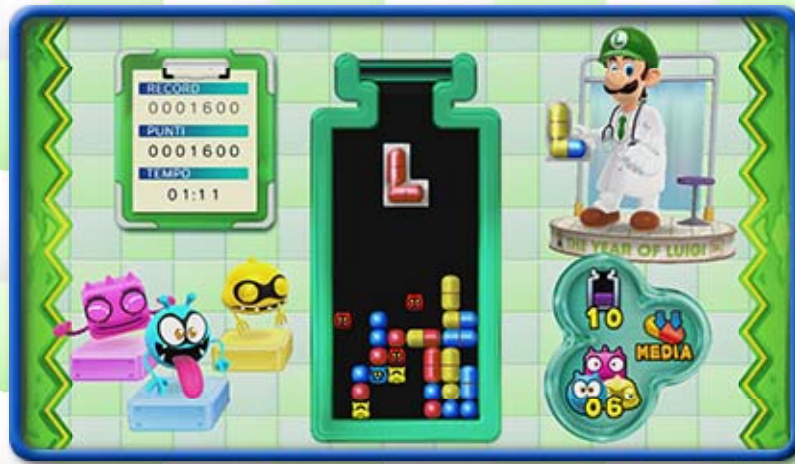 RECORD
0001600
PUNTI
0001600
TEMPO
01:11
L
THE YEAR OF LUIGI
10
MEDIA
06